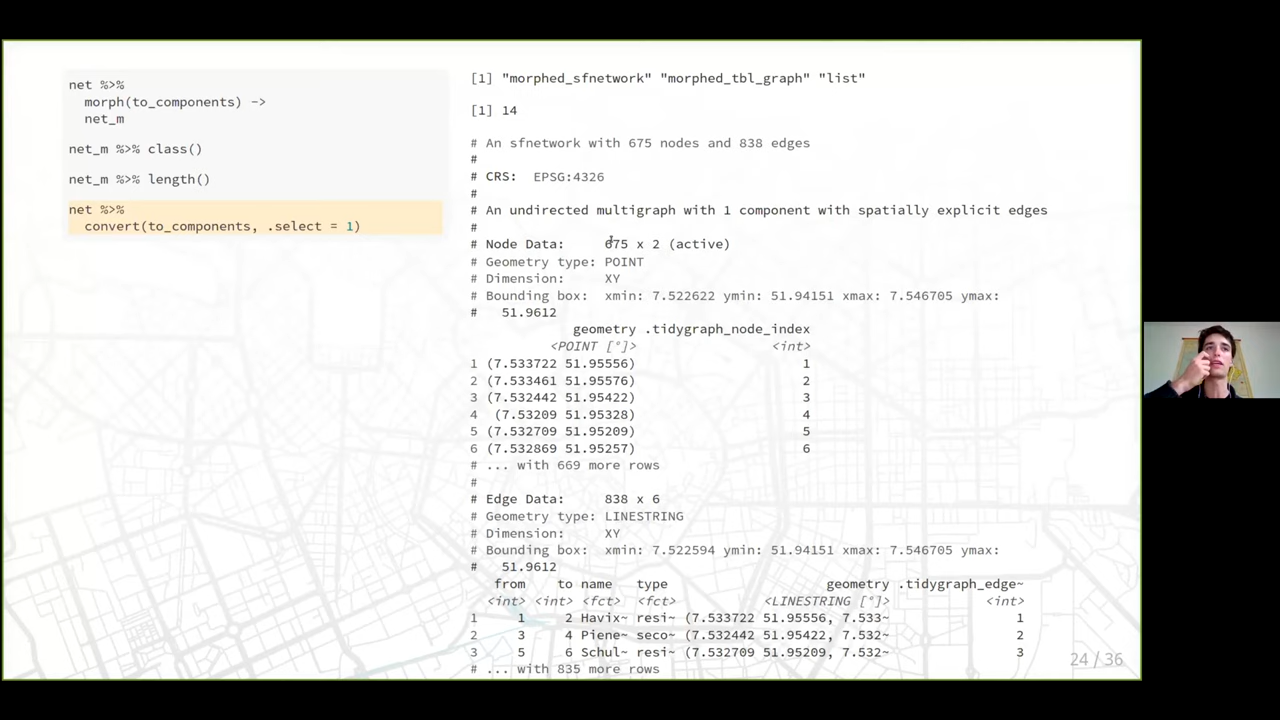 net %>%
morph(to_components) ->
net_m
net_m %>% class()
net_m %>% length()
net %>%
convert(to_components, .select = 1)
[1] "morphed_sfnetwork" "morphed_tbl_graph" "list"
[1] 14
# An sfnetwork with 675 nodes and 838 edges
#
# CRS:  EPSG:4326
#
# An undirected multigraph with 1 component with spatially explicit edges
#
# Node Data:     675 x 2 (active)
# Geometry type: POINT
# Dimension:     XY
# Bounding box:  xmin: 7.522622 ymin: 51.94151 xmax: 7.546705 ymax:
#   51.9612
geometry .tidygraph_node_index
<POINT [°]>                 <int>
1 (7.533722 51.95556)                     1
2 (7.533461 51.95576)                     2
3 (7.532442 51.95422)                     3
4  (7.53209 51.95328)                     4
5 (7.532709 51.95209)                     5
6 (7.532869 51.95257)                     6
# ... with 669 more rows
#
# Edge Data:     838 x 6
# Geometry type: LINESTRING
# Dimension:     XY
# Bounding box:  xmin: 7.522594 ymin: 51.94151 xmax: 7.546705 ymax:
#   51.9612
from    to name   type                        geometry .tidygraph_edge~
<int> <int> <fct>  <fct>                <LINESTRING [°]>            <int>
1     1     2 Havix~ resi~ (7.533722 51.95556, 7.533~                1
2     3     4 Piene~ seco~ (7.532442 51.95422, 7.532~                2
3     5     6 Schul~ resi~ (7.532709 51.95209, 7.532~                3
# ... with 835 more rows
24 / 36